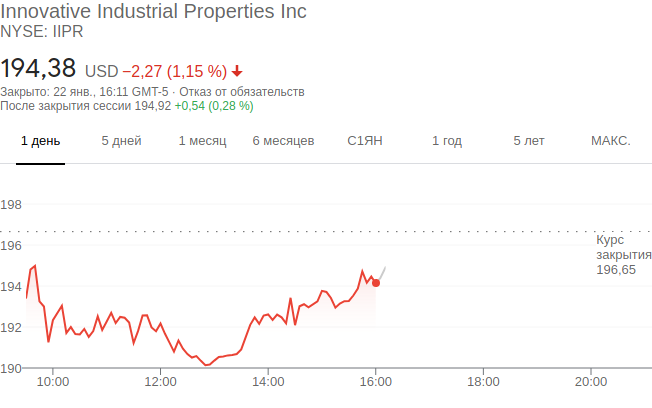 Innovative Industrial Properties Inc
NYSE: IIPR
194,38 USD −2,27 (1,15 %)
Закрыто: 22 янв., 16:11 GMT-5 · Отказ от обязательств
После закрытия сессии 194,92 +0,54 (0,28 %)
1 день 5 дней 1 месяц 6 месяцев С1ЯН 1 год 5 лет МАКС.
198
196
Курс
закрытия
196,65
194
192
190
10:00 12:00 14:00 16:00 18:00 20:00